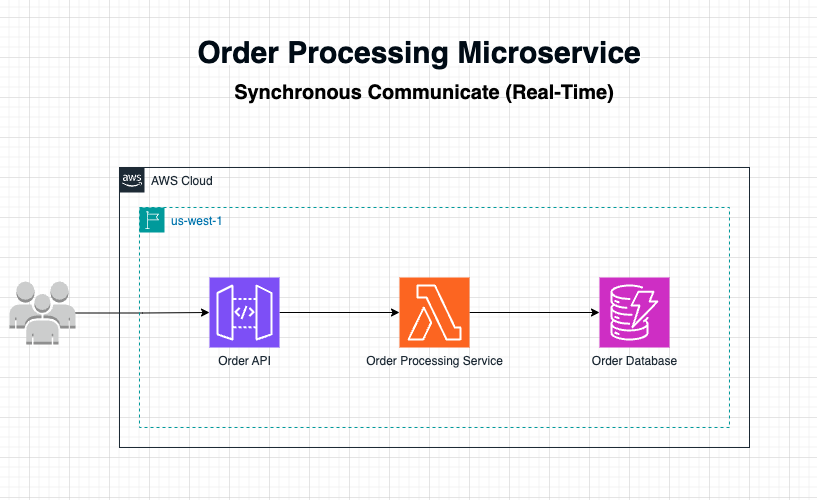 Order Processing Microservice
Synchronous Communicate (Real-Time)
aws
AWS Cloud
us-west-1
</>
Order API
Order Processing Service
Order Database